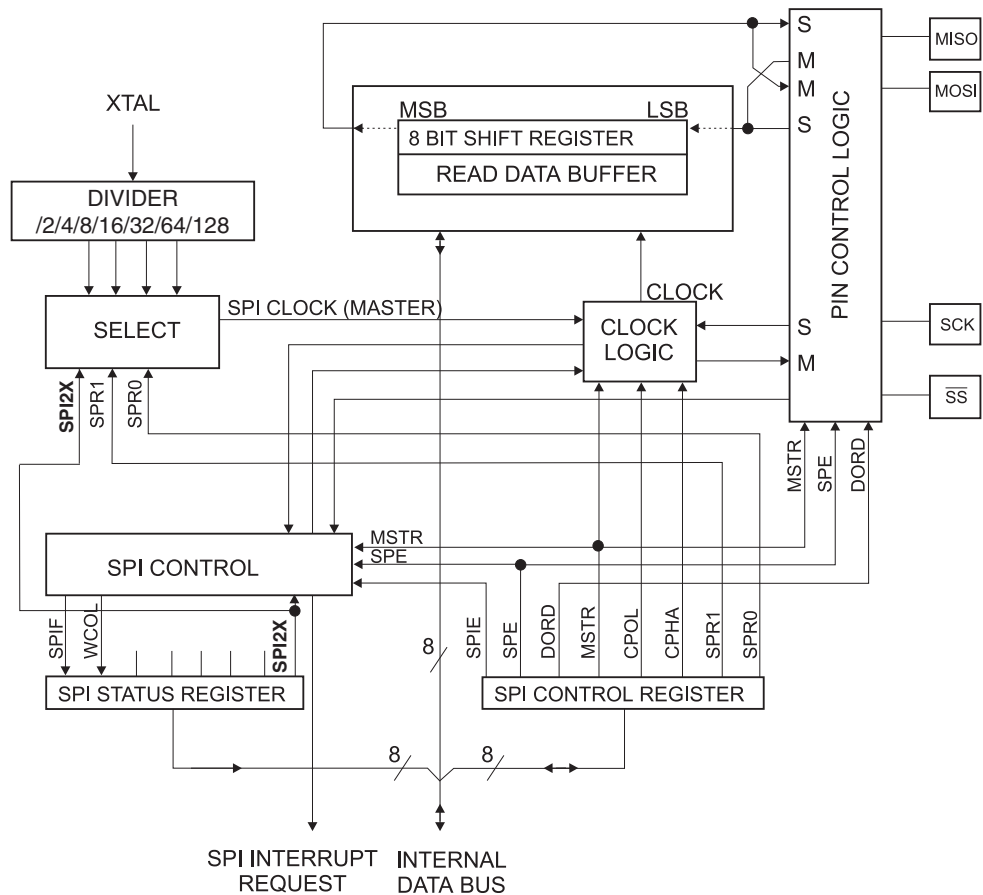 S
MISO
M
MOSI
M
S
PIN CONTROL LOGIC
MSB
LSB
8 BIT SHIFT REGISTER
READ DATA BUFFER
XTAL
DIVIDER
/2/4/8/16/32/64/128
SPI CLOCK (MASTER)
CLOCK
SELECT
CLOCK
LOGIC
S
M
SCK
SS
SPI2X
SPR1
SPR0
MSTR
SPE
DORD
MSTR
SPE
SPI CONTROL
SPIF
WCOL
SPI2X
8
SPIE
SPE
DORD
MSTR
CPOL
CPHA
SPR1
SPR0
SPI STATUS REGISTER
SPI CONTROL REGISTER
8
8
SPI INTERRUPT
REQUEST
INTERNAL
DATA BUS